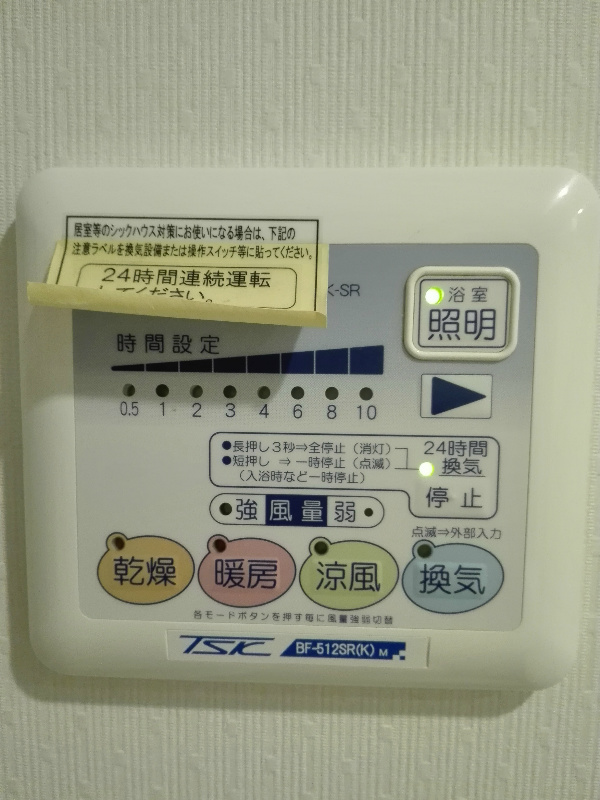 居室等のシックハウス対策にお使いになる場合は、下記の
注意ラベルを換気設備または操作スイッチ等に貼ってください。
24時間連続運転
してください。
K-SR
浴室
照明
時間設定
0.5 1 2 3 4 6 8 10
●長押し3秒⇒全停止（消灯）
●短押し ⇒ 一時停止（点滅）
（入浴時など一時停止）
24時間
換気
停止
強 風量 弱
点滅⇒外部入力
乾燥 暖房 涼風 換気
各モードボタンを押す毎に風量強弱切替
TSK BF-512SR(K) M